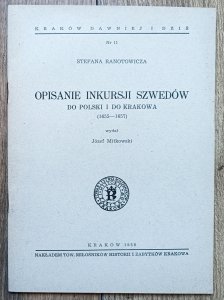 KRAKÓW DAWNIEJ I DZIŚ
Nr 11
STEFANA RANOTOWICZA
OPISANIE INKURSJI SZWEDÓW
DO POLSKI I DO KRAKOWA
(1655—1657)
wydał
Józef Mitkowski
KRAKÓW 1958
NAKŁADEM TOW. MIŁOŚNIKÓW HISTORII I ZABYTKÓW KRAKOWA